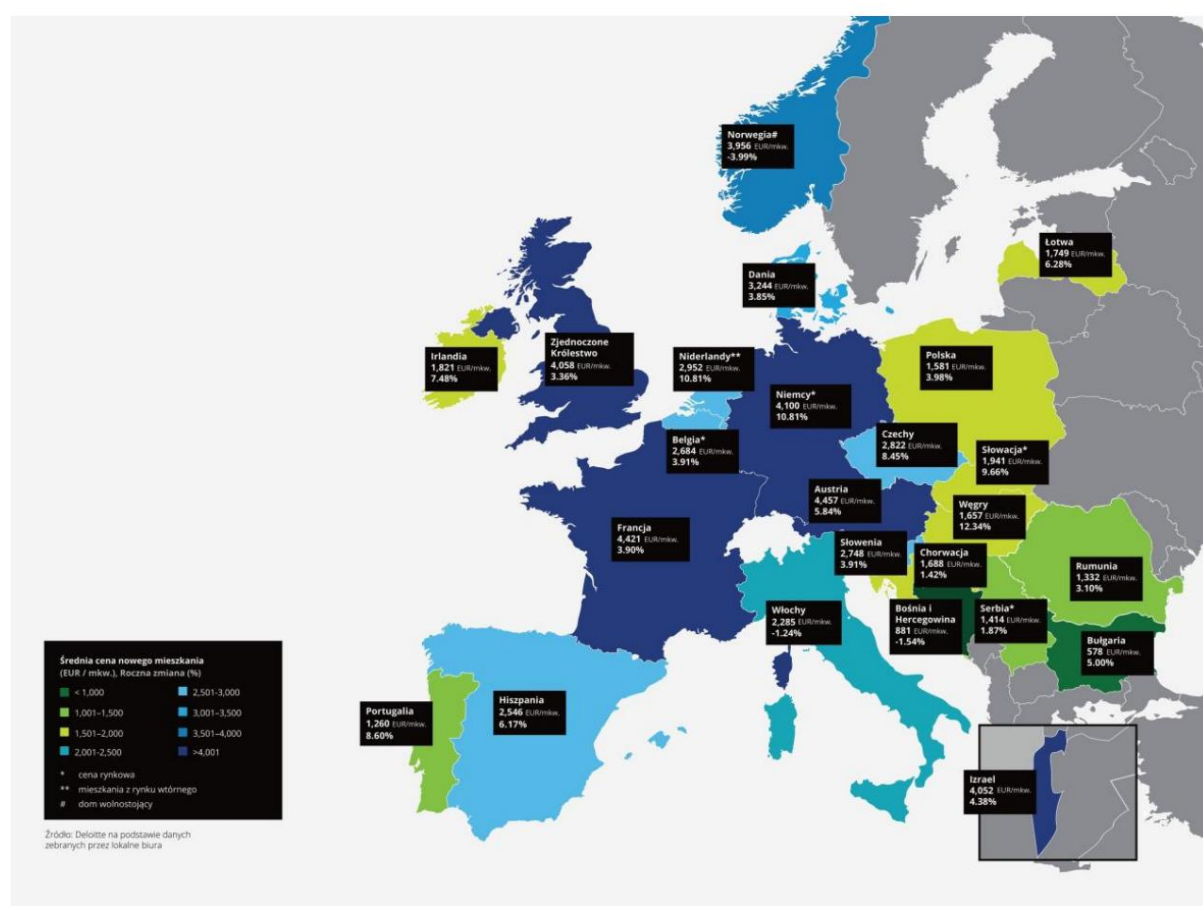 Norwegia#
3,956 EUR/mkw.
-3.99%
Łotwa
1,749 EUR/mkw.
6.28%
Dania
3,244 EUR/mkw.
3.85%
Irlandia
1,821 EUR/mkw.
7.48%
Zjednoczone
Królestwo
4,058 EUR/mkw.
3.36%
Niderlandy**
2,952 EUR/mkw.
10.81%
Polska
1,581 EUR/mkw.
3.98%
Niemcy*
4,100 EUR/mkw.
10.81%
Belgia*
2,684 EUR/mkw.
3.91%
Czechy
2,822 EUR/mkw.
8.45%
Słowacja*
1,941 EUR/mkw.
9.66%
Austria
4,457 EUR/mkw.
5.84%
Węgry
1,657 EUR/mkw.
12.34%
Francja
4,421 EUR/mkw.
3.90%
Słowenia
2,748 EUR/mkw.
3.91%
Chorwacja
1,688 EUR/mkw.
1.42%
Rumunia
1,332 EUR/mkw.
3.10%
Włochy
2,285 EUR/mkw.
-1.24%
Bośnia i
Hercegowina
881 EUR/mkw.
-1.54%
Serbia*
1,414 EUR/mkw.
1.87%
Bułgaria
578 EUR/mkw.
5.00%
Portugalia
1,260 EUR/mkw.
8.60%
Hiszpania
2,546 EUR/mkw.
6.17%
Izrael
4,052 EUR/mkw.
4.38%
Średnia cena nowego mieszkania
(EUR / mkw.), Roczna zmiana (%)
< 1,000
2,501-3,000
1,001–1,500
3,001–3,500
1,501–2,000
3,501–4,000
2,001-2,500
>4,001
* cena rynkowa
** mieszkania z rynku wtórnego
# dom wolnostojący
Źródło: Deloitte na podstawie danych
zebranych przez lokalne biura